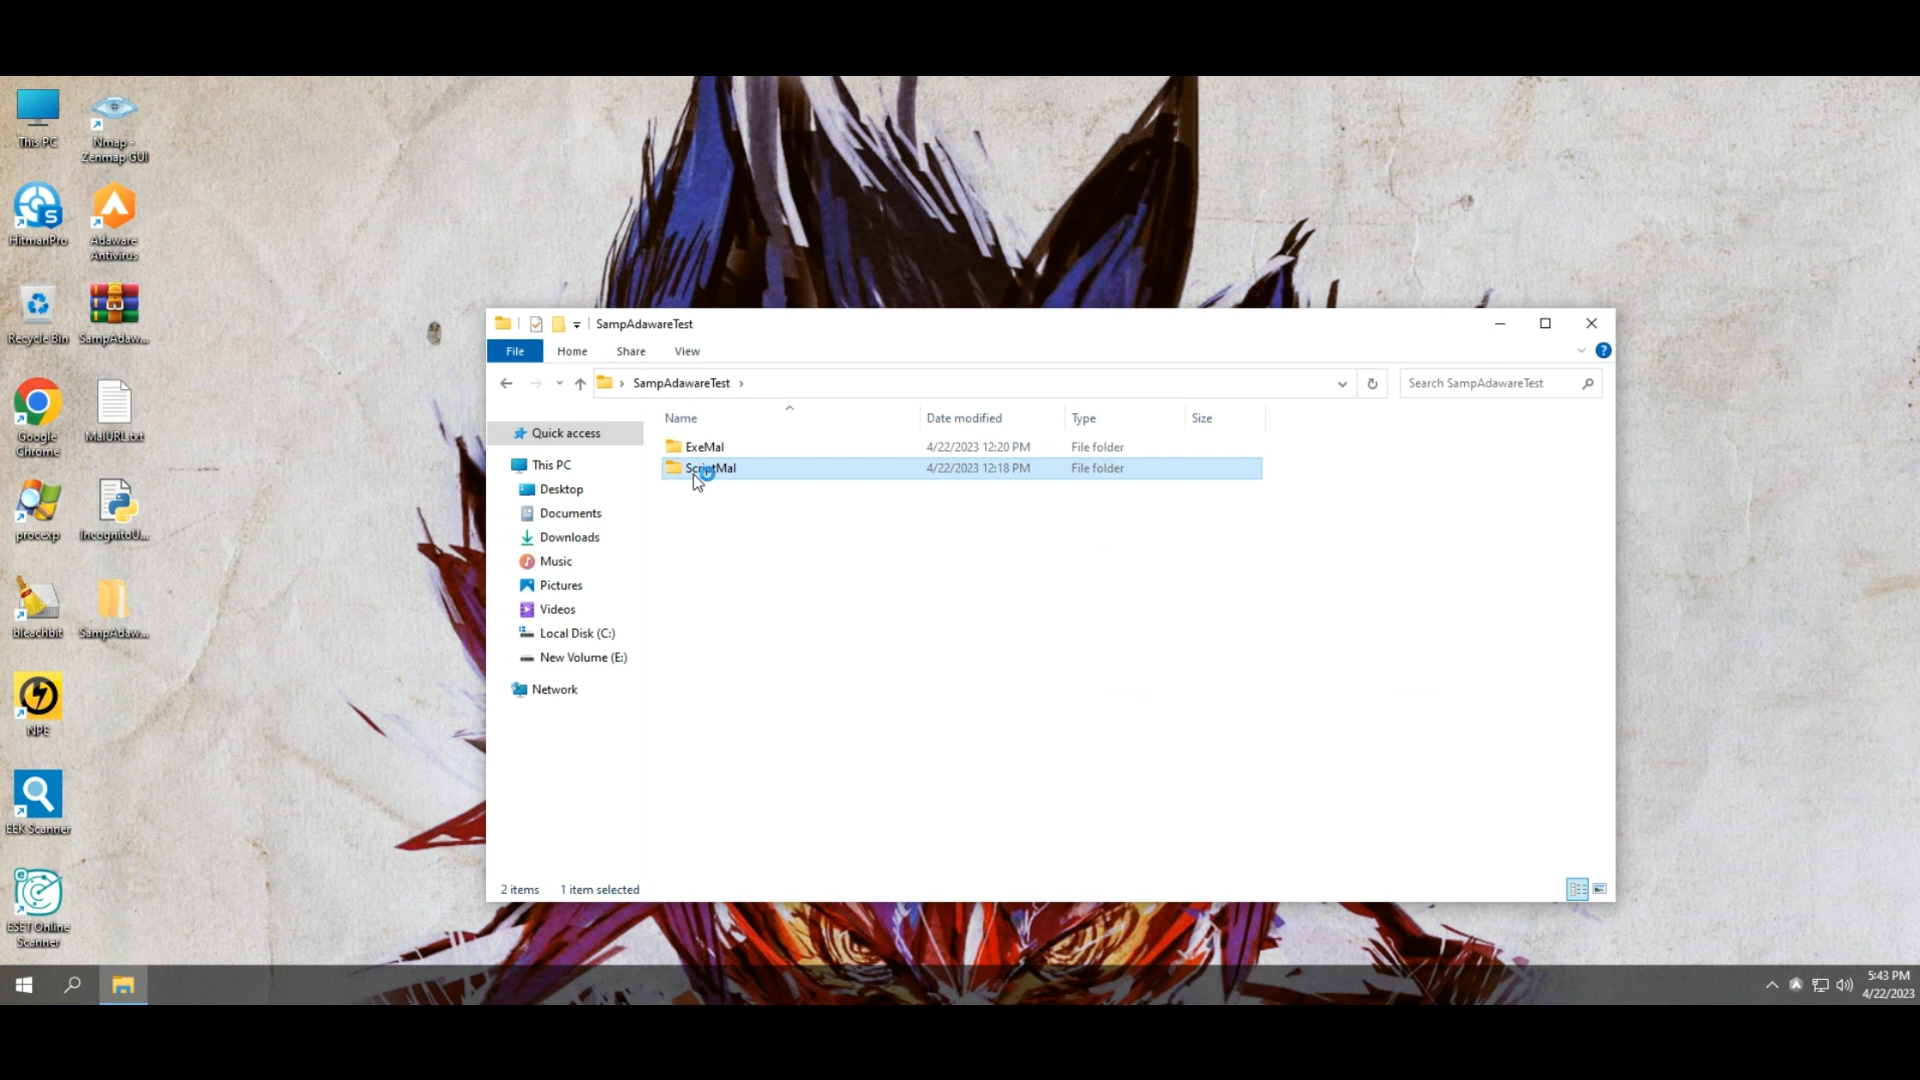 This PC
Nmap -
Zenmap GUI
HitmanPro
Adaware
Antivirus
Recycle Bin
SampAdaw...
Google
Chrome
MalURL.txt
procexp
IncognitoU...
bleachbit
SampAdaw...
NPE
EEK Scanner
ESET Online
Scanner
SampAdawareTest
File
Home
Share
View
SampAdawareTest
Search SampAdawareTest
Name
Date modified
Type
Size
Quick access
This PC
Desktop
Documents
Downloads
Music
Pictures
Videos
Local Disk (C:)
New Volume (E:)
Network
ExeMal
4/22/2023 12:20 PM
File folder
ScriptMal
4/22/2023 12:18 PM
File folder
2 items
1 item selected
5:43 PM
4/22/2023